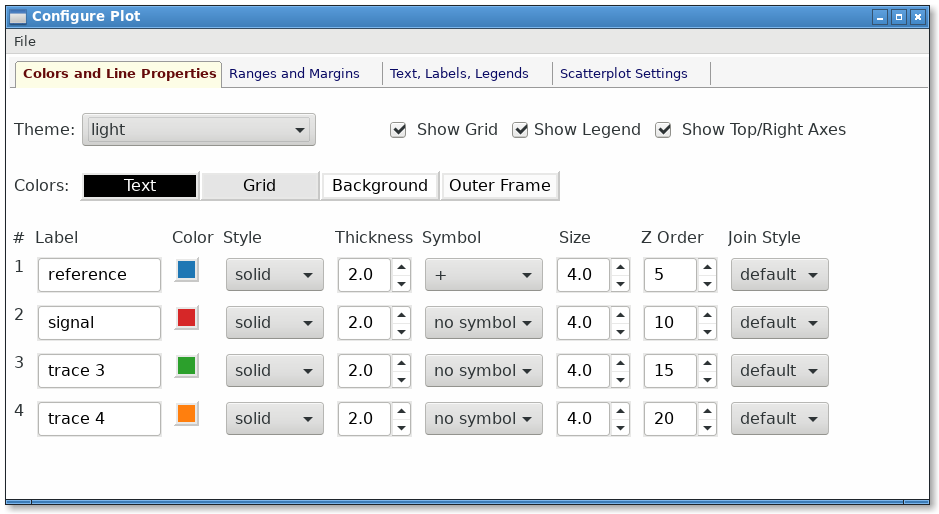 Configure Plot
File
Colors and Line Properties Ranges and Margins Text, Labels, Legends Scatterplot Settings
Theme: light Show Grid Show Legend Show Top/Right Axes
Colors: Text Grid Background Outer Frame
# Label Color Style Thickness Symbol Size Z Order Join Style
1 reference solid 2.0 + 4.0 5 default
2 signal solid 2.0 no symbol 4.0 10 default
3 trace 3 solid 2.0 no symbol 4.0 15 default
4 trace 4 solid 2.0 no symbol 4.0 20 default